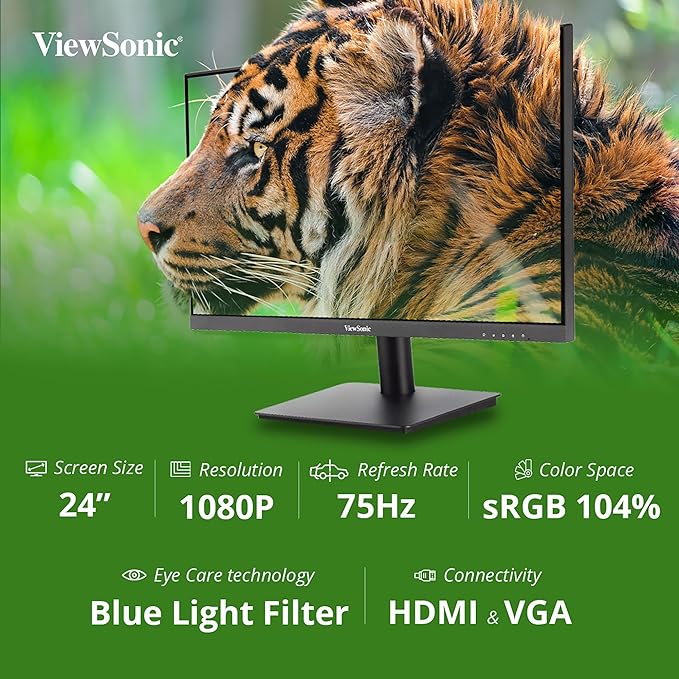 ViewSonic®
ViewSonic
Screen Size
24”
Resolution
1080P
Refresh Rate
75Hz
Color Space
sRGB 104%
Eye Care technology
Blue Light Filter
Connectivity
HDMI & VGA